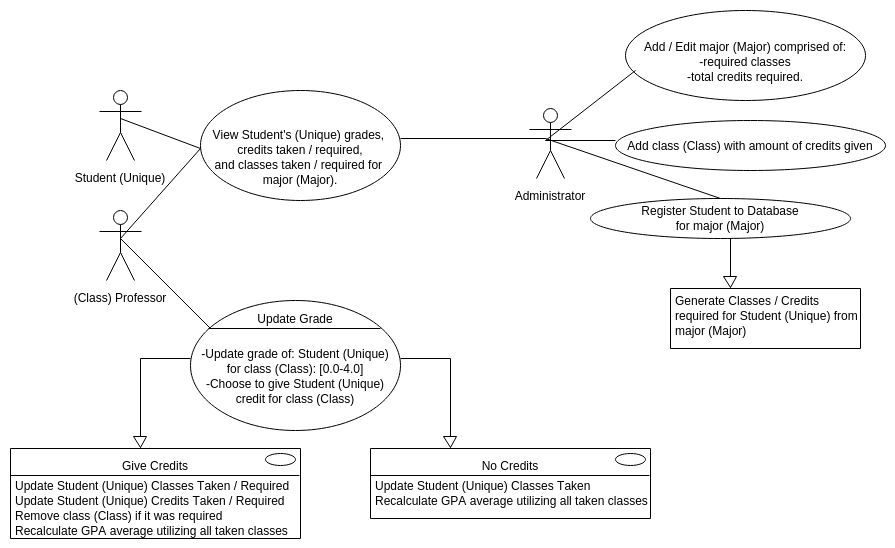 Add / Edit major (Major) comprised of:
-required classes
-total credits required.
View Student's (Unique) grades,
credits taken / required,
and classes taken / required for
major (Major).
Student (Unique)
Add class (Class) with amount of credits given
Administrator
Register Student to Database
for major (Major)
(Class) Professor
Generate Classes / Credits
required for Student (Unique) from
major (Major)
Update Grade
-Update grade of: Student (Unique)
for class (Class): [0.0-4.0]
-Choose to give Student (Unique)
credit for class (Class)
Give Credits
Update Student (Unique) Classes Taken / Required
Update Student (Unique) Credits Taken / Required
Remove class (Class) if it was required
Recalculate GPA average utilizing all taken classes
No Credits
Update Student (Unique) Classes Taken
Recalculate GPA average utilizing all taken classes